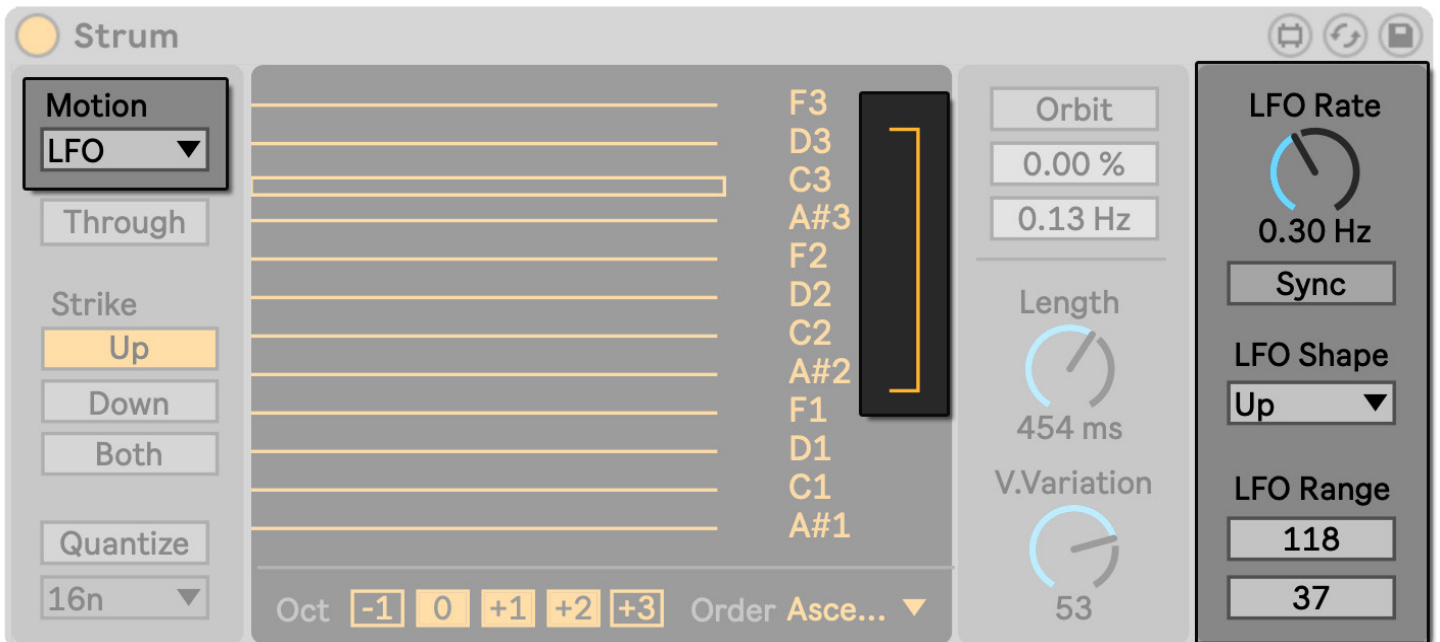 Strum
Motion
LFO
Through
Strike
Up
Down
Both
Quantize
16n
F3
D3
C3
A#3
F2
D2
C2
A#2
F1
D1
C1
A#1
Oct -1 0 +1 +2 +3 Order Asce...
Orbit
0.00 %
0.13 Hz
Length
454 ms
V.Variation
53
LFO Rate
0.30 Hz
Sync
LFO Shape
Up
LFO Range
118
37